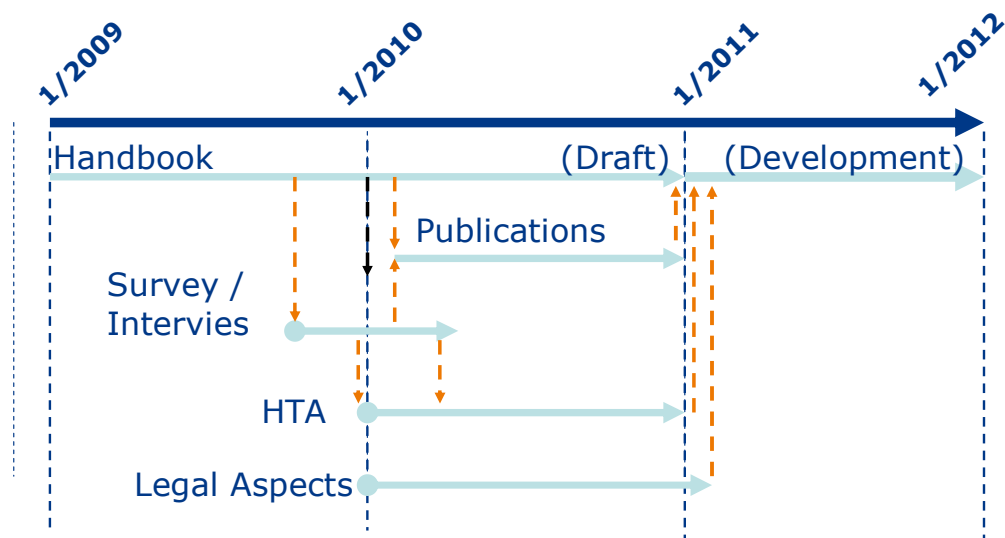 1/2009
1/2010
1/2011
1/2012
Handbook
(Draft)
(Development)
Publications
Survey /
Intervies
HTA
Legal Aspects